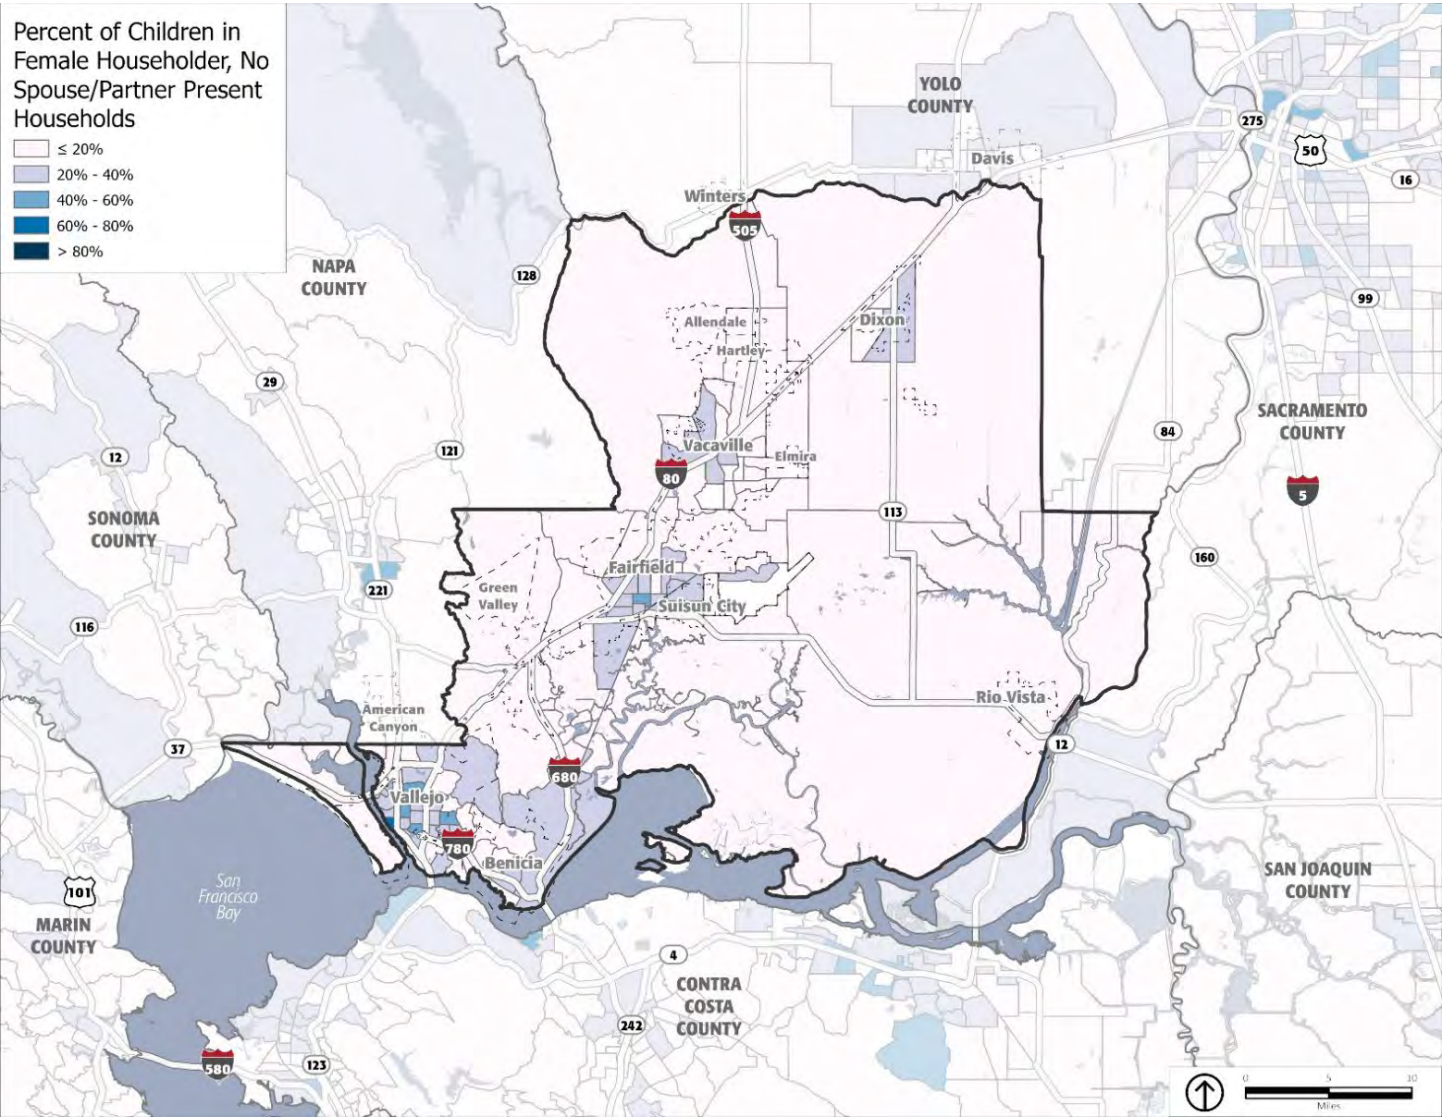 Percent of Children in
Female Householder, No
Spouse/Partner Present
Households
≤ 20%
20% - 40%
40% - 60%
60% - 80%
> 80%
YOLO
COUNTY
275
50
Davis
16
Winters
505
NAPA
COUNTY
128
99
Allendale
Dixon
Hartley
29
SACRAMENTO
COUNTY
84
12
121
Vacaville
Elmira
80
5
SONOMA
COUNTY
113
160
Fairfield
221
Green
Valley
Suisun City
116
Rio Vista
American
Canyon
37
12
680
Vallejo
780
Benicia
San
Francisco
Bay
101
MARIN
COUNTY
SAN JOAQUIN
COUNTY
4
CONTRA
COSTA
COUNTY
242
580
123
0 5 10
Miles